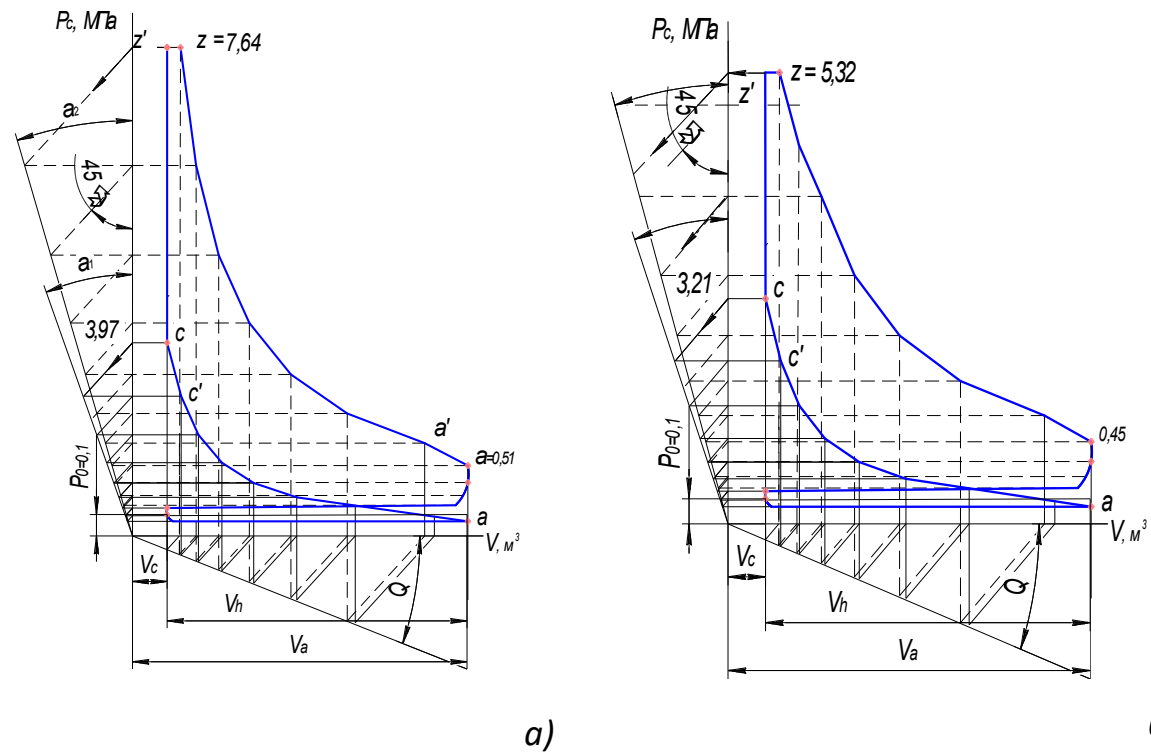 Pc, МПа
z'
z =7,64
a₂
45
a₁
3,97
c
c'
P0=0,1
a'
a=0,51
a
V, м³
Vc
Vh
Q
Va
a)
Pc, МПа
z = 5,32
z'
45
3,21
c
c'
P0=0,1
0,45
a
V, м³
Vc
Vh
Q
Va